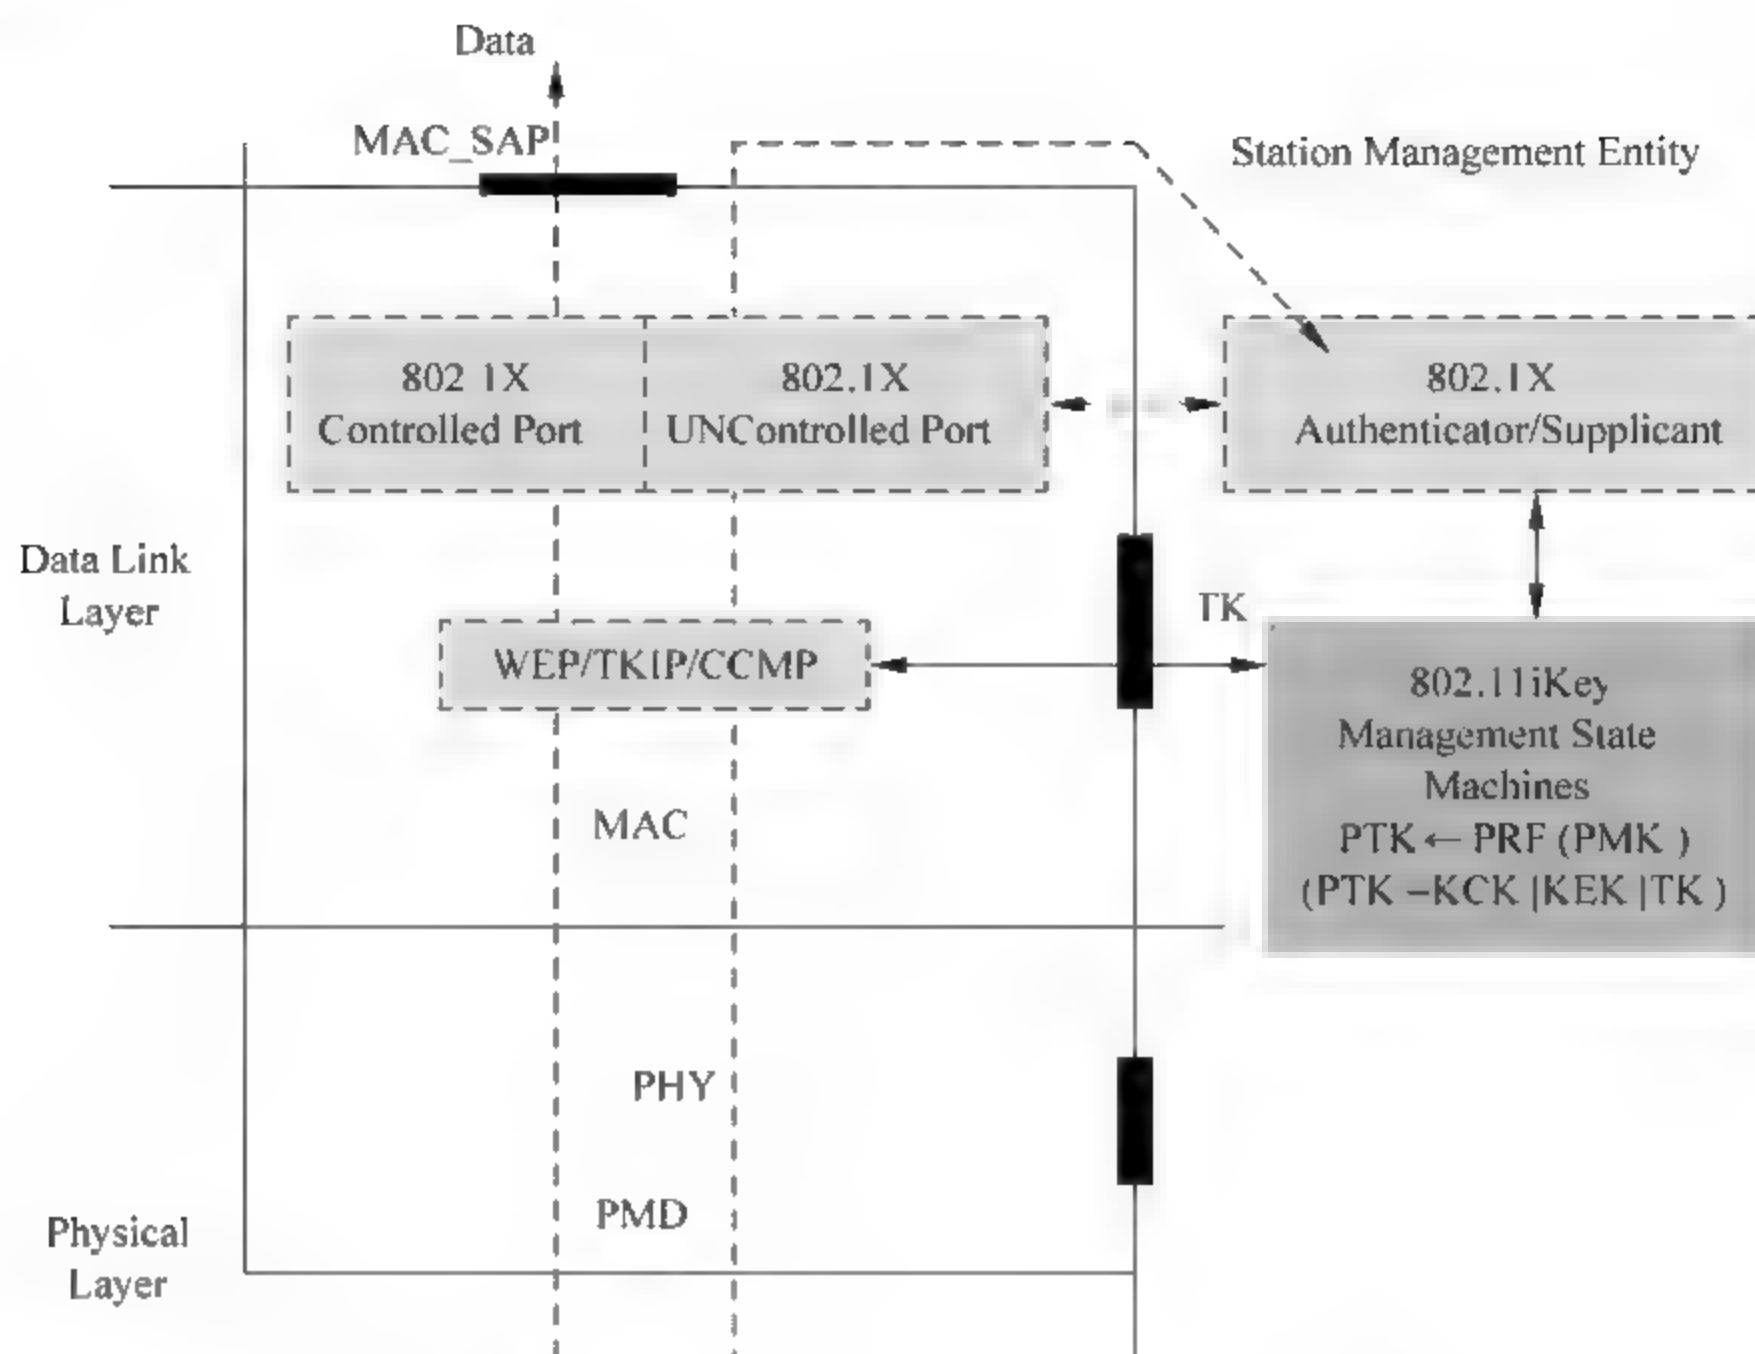 Data
MAC_SAP
Station Management Entity
802 1X
Controlled Port
802.1X
UNControlled Port
802.1X
Authenticator/Supplicant
Data Link
Layer
TK
WEP/TKIP/CCMP
802.11iKey
Management State
Machines
PTK ← PRF (PMK )
(PTK –KCK |KEK |TK )
MAC
PHY
PMD
Physical
Layer